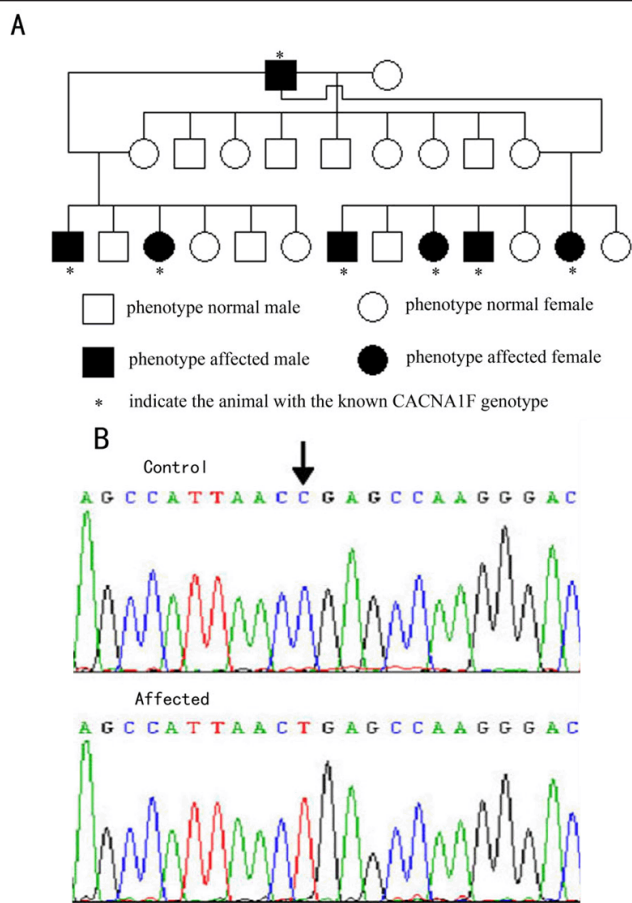 A
*
* * * * * *
phenotype normal male phenotype normal female
phenotype affected male phenotype affected female
* indicate the animal with the known CACNA1F genotype
B
Control
A G C C A T T A A C C G A G C C A A G G G A C
Affected
A G C C A T T A A C T G A G C C A A G G G A C